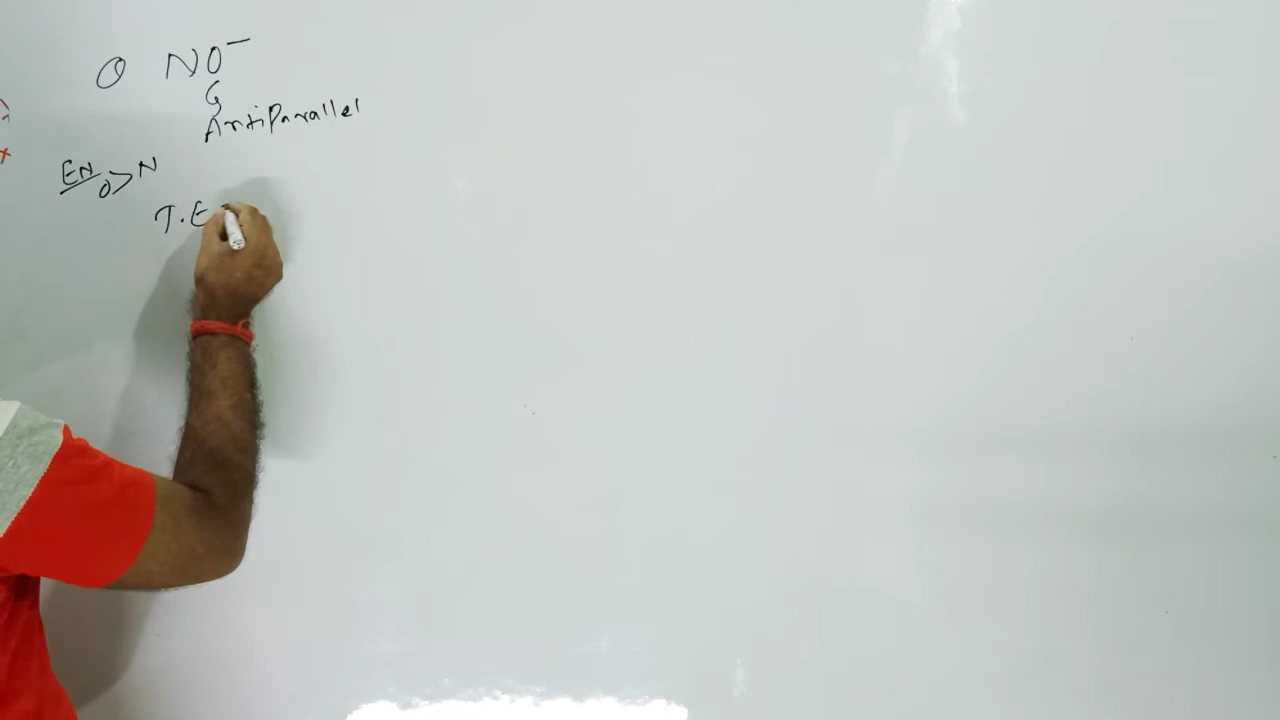 O NO⁻
Antiparallel
EN O > N
T.E